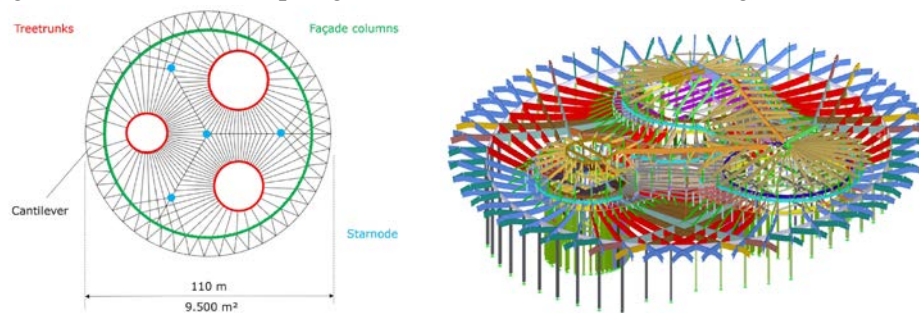 Treetrunks
Façade columns
Cantilever
Starnode
110 m
9.500 m²